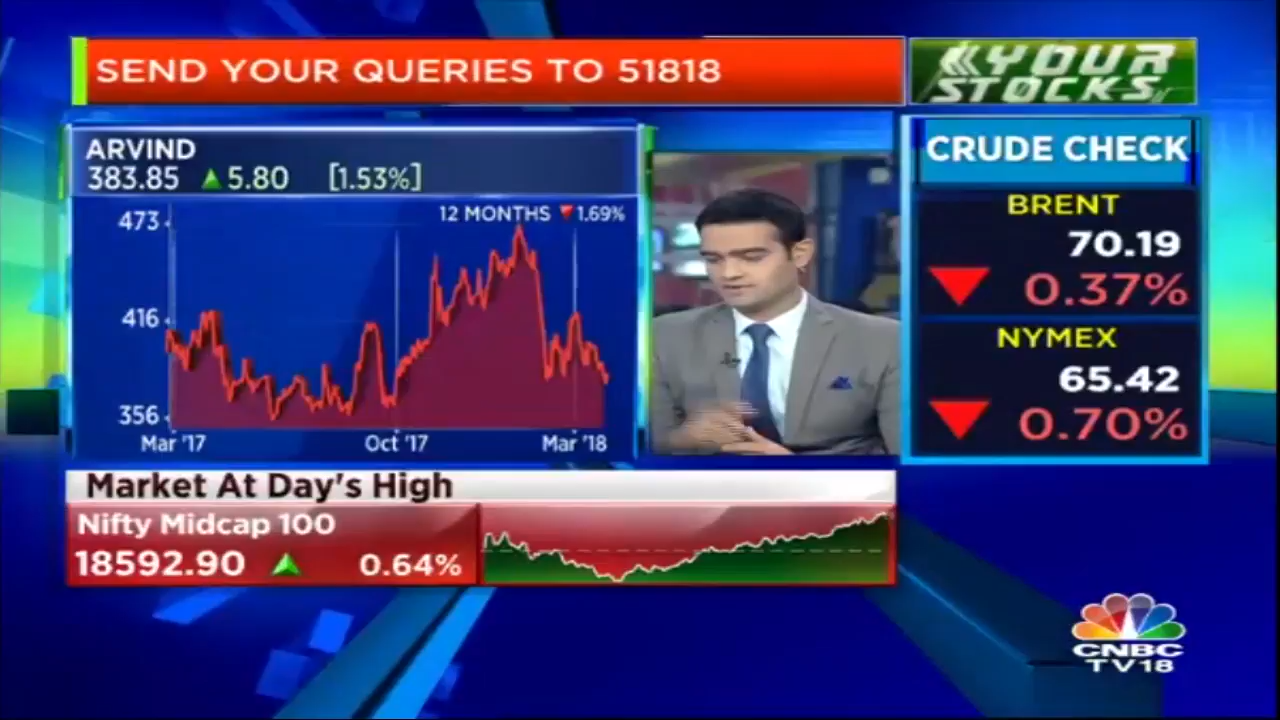 SEND YOUR QUERIES TO 51818
YOUR
STOCKS
ARVIND
383.85 ▲ 5.80 [1.53%]
12 MONTHS ▼ 1.69%
473
416
356
Mar '17 Oct '17 Mar '18
CRUDE CHECK
BRENT
70.19
▼ 0.37%
NYMEX
65.42
▼ 0.70%
Market At Day's High
Nifty Midcap 100
18592.90 ▲ 0.64%
CNBC
TV18